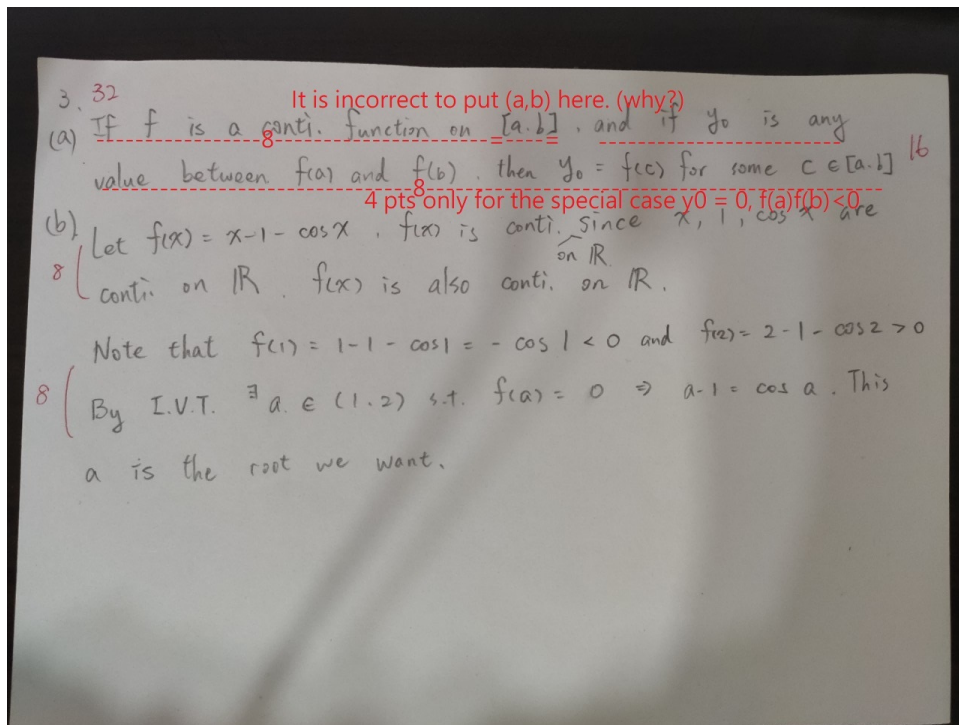 3. 32
It is incorrect to put (a,b) here. (why?)
(a) If f is a conti. function on [a.b], and if y₀ is any
8
16
value between f(a) and f(b). then y₀ = f(c) for some c ∈ [a.b]
8
4 pts only for the special case y0 = 0, f(a)f(b)<0
(b) Let f(x) = x-1-cosx, f(x) is conti. since x, 1, cos x are
on ℝ
8
conti. on ℝ. f(x) is also conti. on ℝ.
Note that f(1) = 1-1-cos1 = -cos 1 < 0 and f(2) = 2-1-cos2 > 0
8
By I.V.T. ∃ a. ∈ (1.2) s.t. f(a) = 0 ⇒ a-1 = cos a. This
a is the root we want.